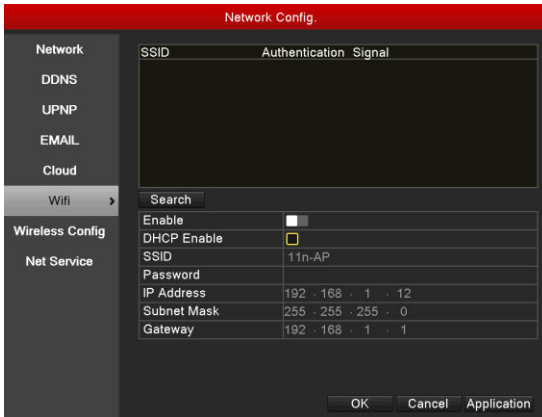 Network Config.
Network
DDNS
UPNP
EMAIL
Cloud
Wifi
Wireless Config
Net Service
SSID Authentication Signal
Search
Enable
DHCP Enable
SSID 11n-AP
Password
IP Address 192 . 168 . 1 . 12
Subnet Mask 255 . 255 . 255 . 0
Gateway 192 . 168 . 1 . 1
OK Cancel Application